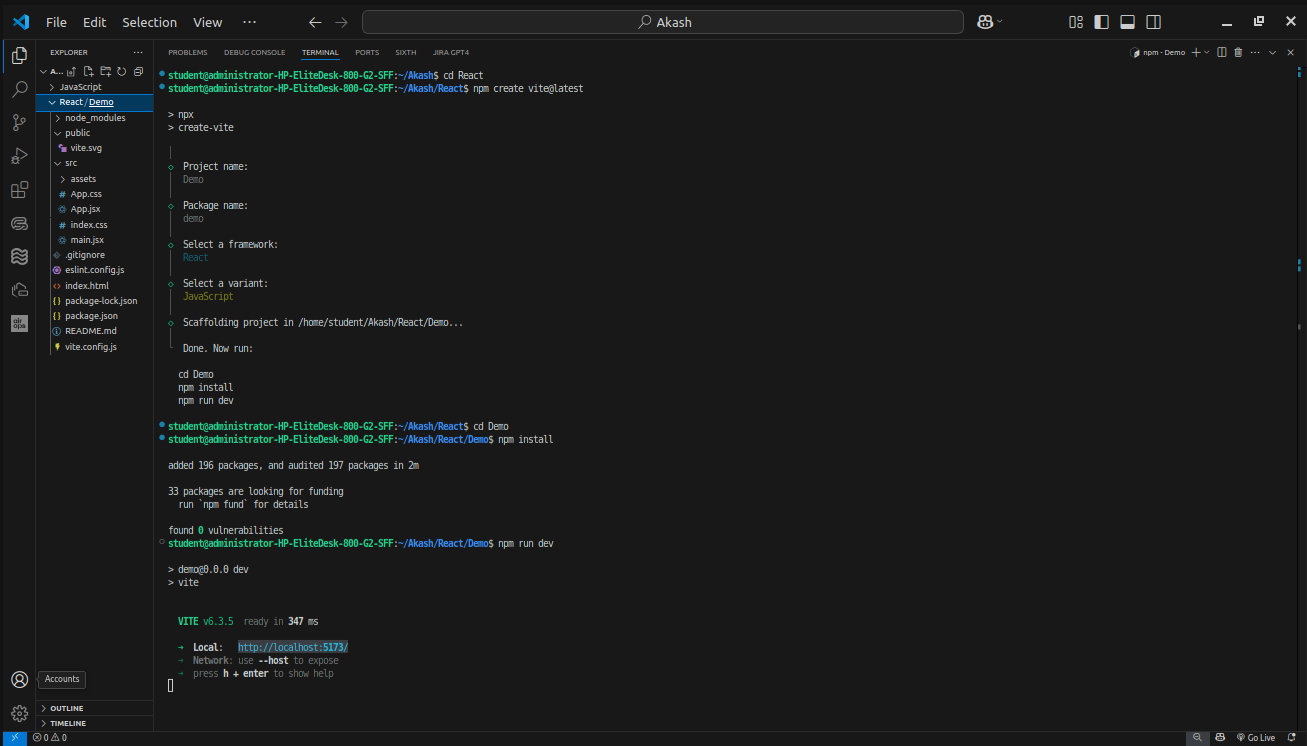 File Edit Selection View ··· ← → Akash
EXPLORER ···
A...
JavaScript
React / Demo
node_modules
public
vite.svg
src
assets
# App.css
App.jsx
# index.css
main.jsx
.gitignore
eslint.config.js
<> index.html
{} package-lock.json
{} package.json
README.md
vite.config.js
Accounts
OUTLINE
TIMELINE
PROBLEMS DEBUG CONSOLE TERMINAL PORTS SIXTH JIRA GPT4 npm - Demo
student@administrator-HP-EliteDesk-800-G2-SFF:~/Akash$ cd React
student@administrator-HP-EliteDesk-800-G2-SFF:~/Akash/React$ npm create vite@latest
> npx
> create-vite
Project name:
Demo
Package name:
demo
Select a framework:
React
Select a variant:
JavaScript
Scaffolding project in /home/student/Akash/React/Demo...
Done. Now run:
cd Demo
npm install
npm run dev
student@administrator-HP-EliteDesk-800-G2-SFF:~/Akash/React$ cd Demo
student@administrator-HP-EliteDesk-800-G2-SFF:~/Akash/React/Demo$ npm install
added 196 packages, and audited 197 packages in 2m
33 packages are looking for funding
run `npm fund` for details
found 0 vulnerabilities
student@administrator-HP-EliteDesk-800-G2-SFF:~/Akash/React/Demo$ npm run dev
> demo@0.0.0 dev
> vite
VITE v6.3.5 ready in 347 ms
→ Local: http://localhost:5173/
→ Network: use --host to expose
→ press h + enter to show help
air ops
0 0 Go Live